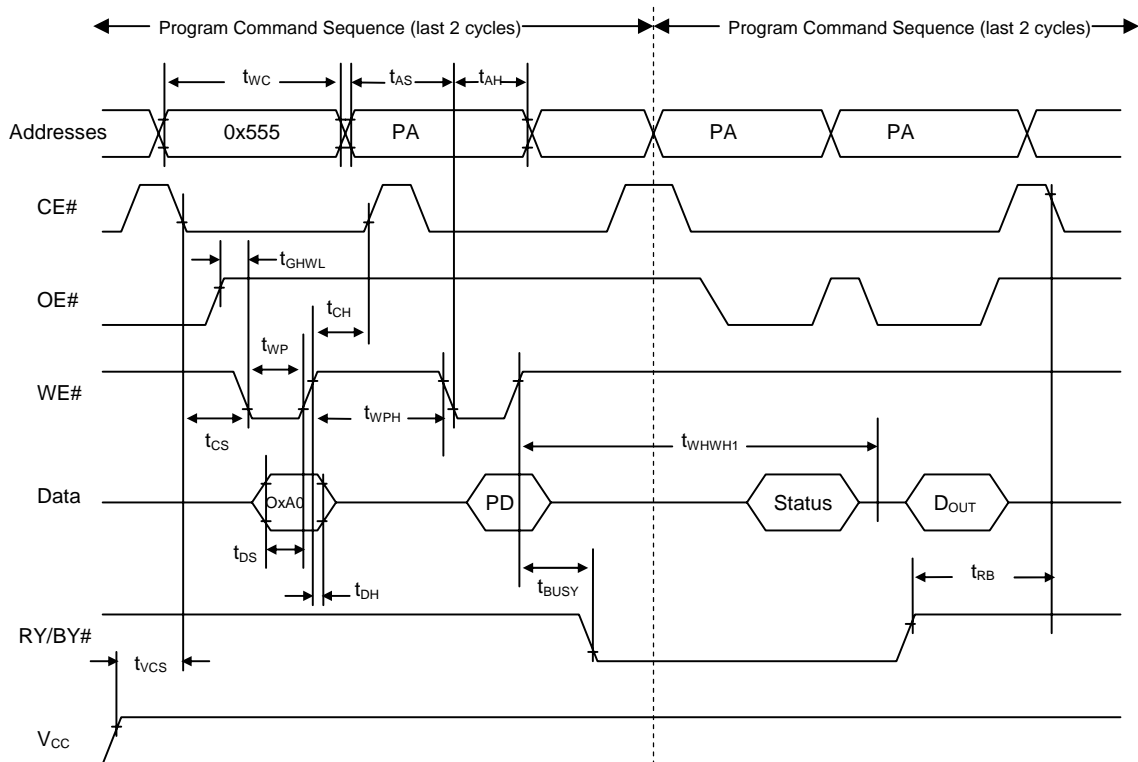 Program Command Sequence (last 2 cycles) Program Command Sequence (last 2 cycles)
tWC tAS tAH
Addresses 0x555 PA PA PA
CE#
tGHWL
OE#
tCH
tWP
WE#
tWPH
tCS tWHWH1
Data OxA0 PD Status DOUT
tDS tDH tBUSY tRB
RY/BY#
tVCS
VCC